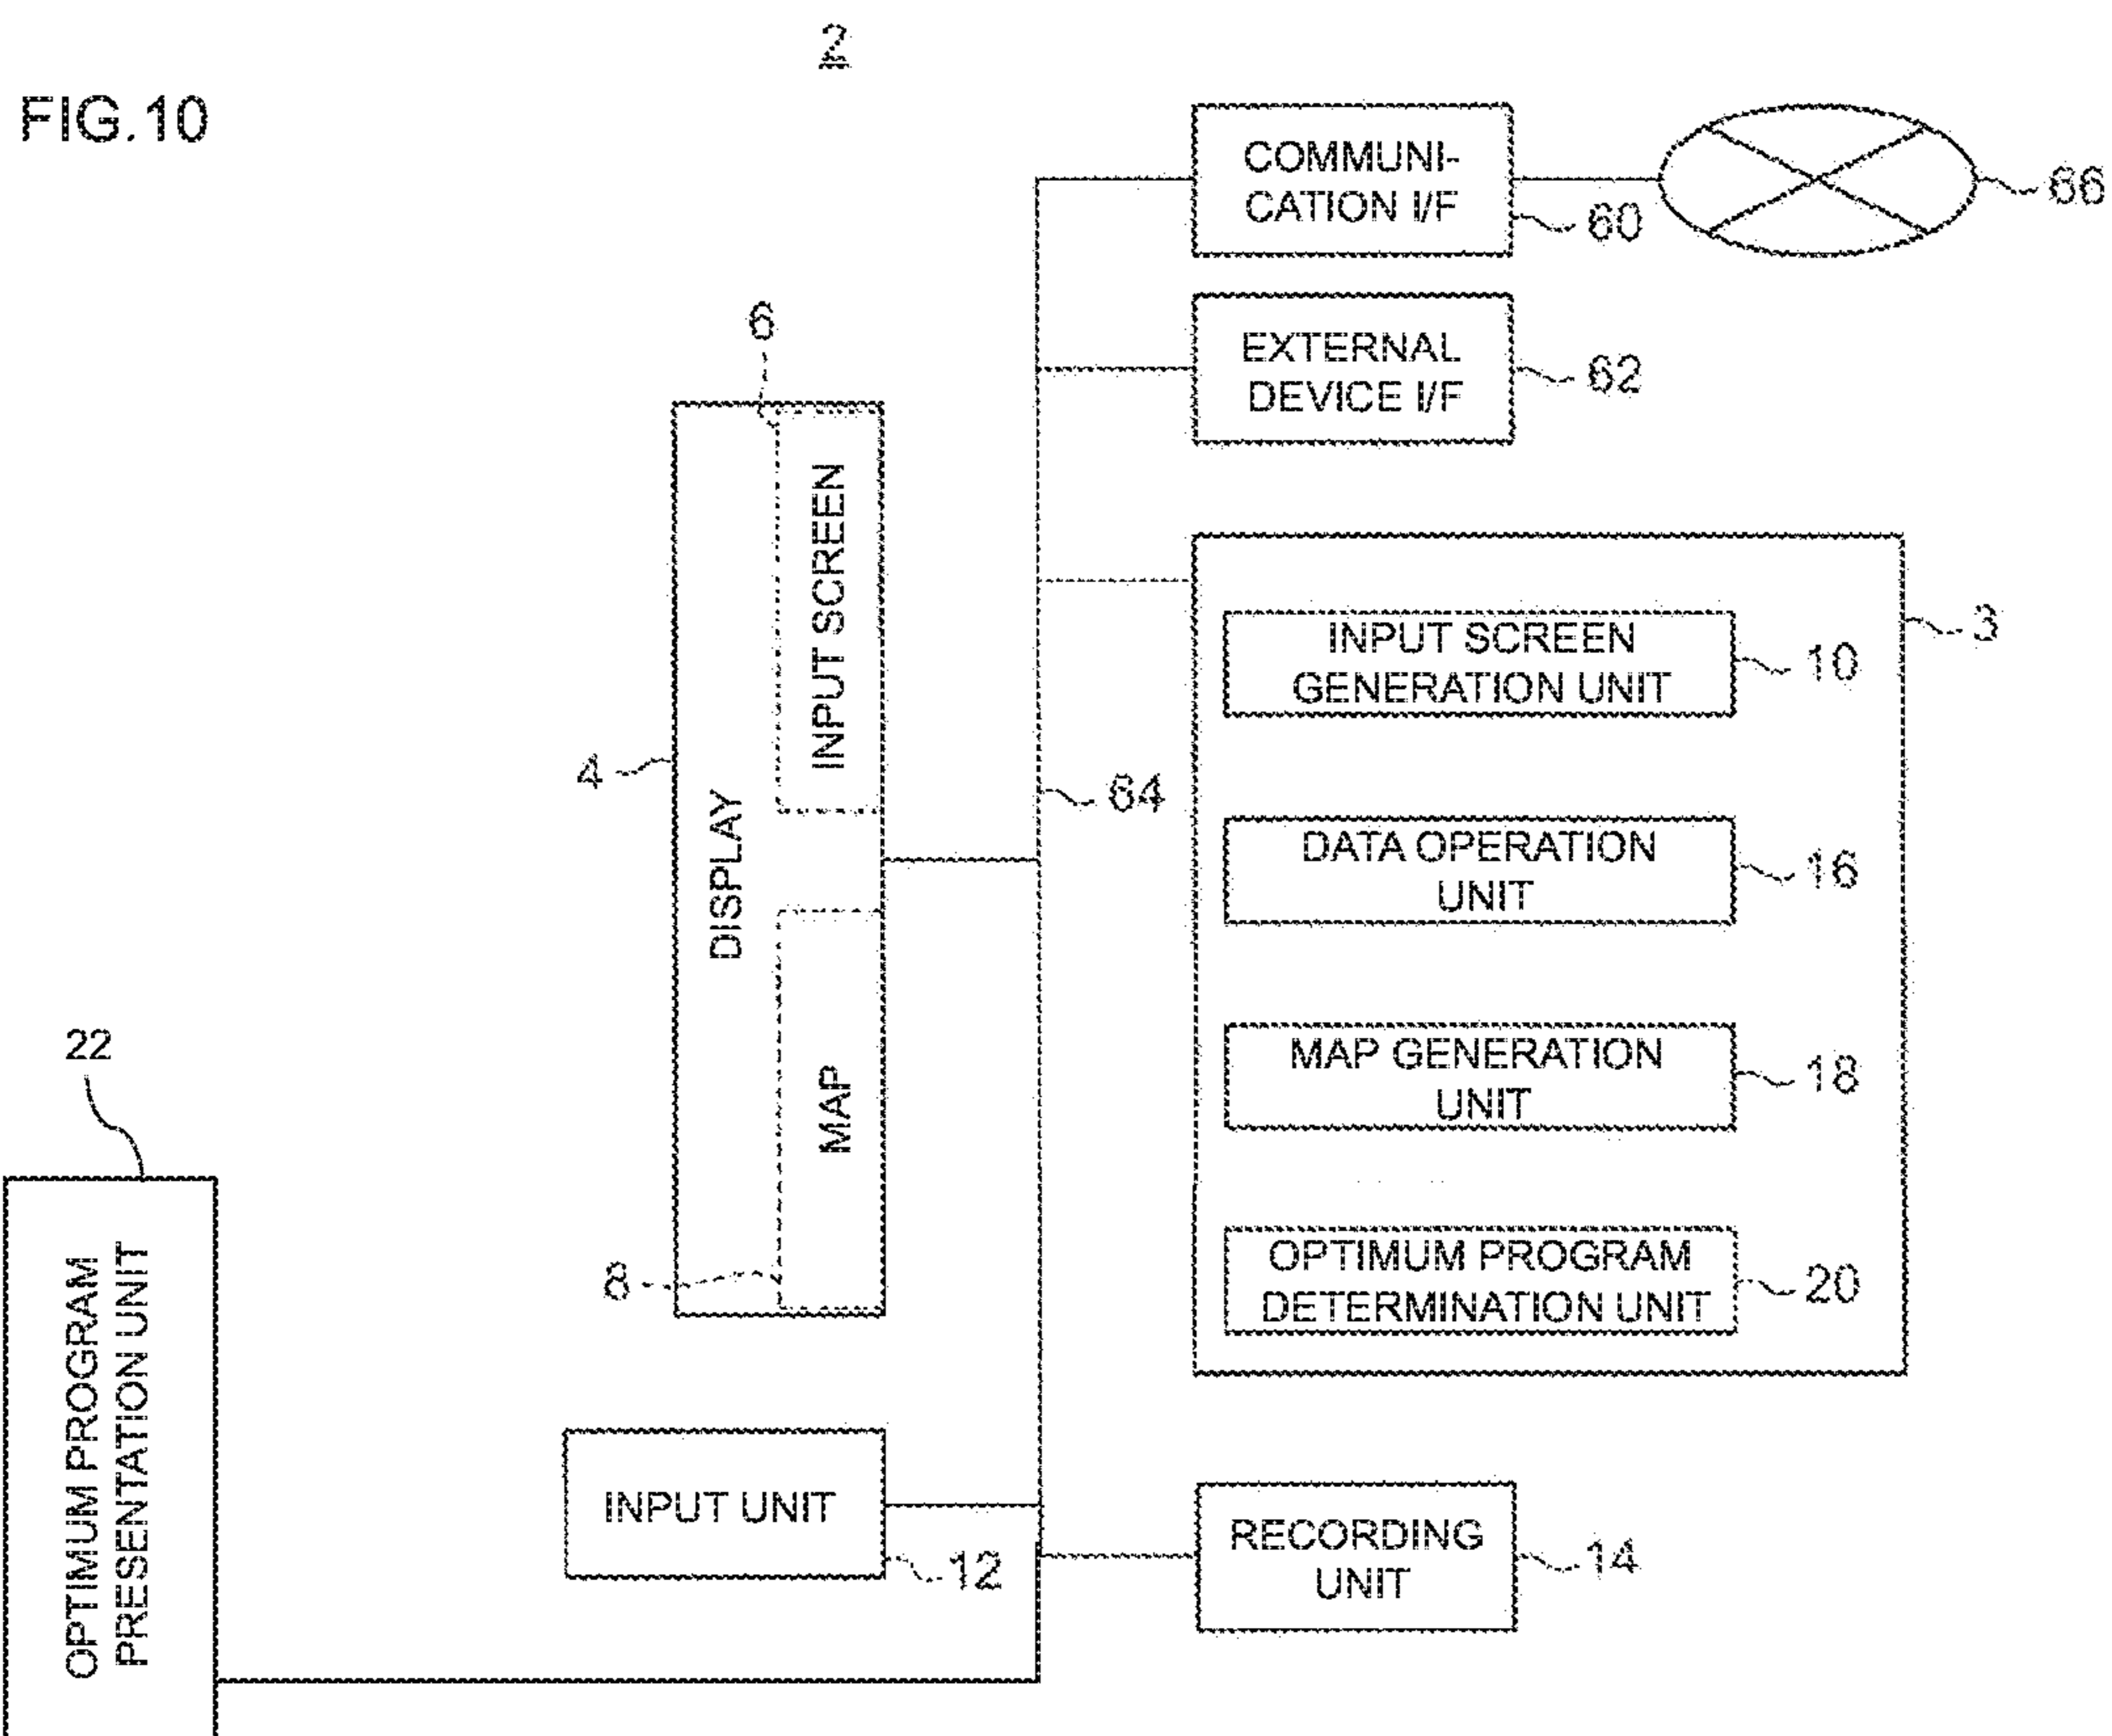 2
FIG.10
COMMUNI-
CATION I/F
60
66
EXTERNAL
DEVICE I/F
62
6
INPUT SCREEN
4
DISPLAY
MAP
8
64
3
INPUT SCREEN
GENERATION UNIT
10
DATA OPERATION
UNIT
16
MAP GENERATION
UNIT
18
OPTIMUM PROGRAM
DETERMINATION UNIT
20
22
OPTIMUM PROGRAM
PRESENTATION UNIT
INPUT UNIT
12
RECORDING
UNIT
14